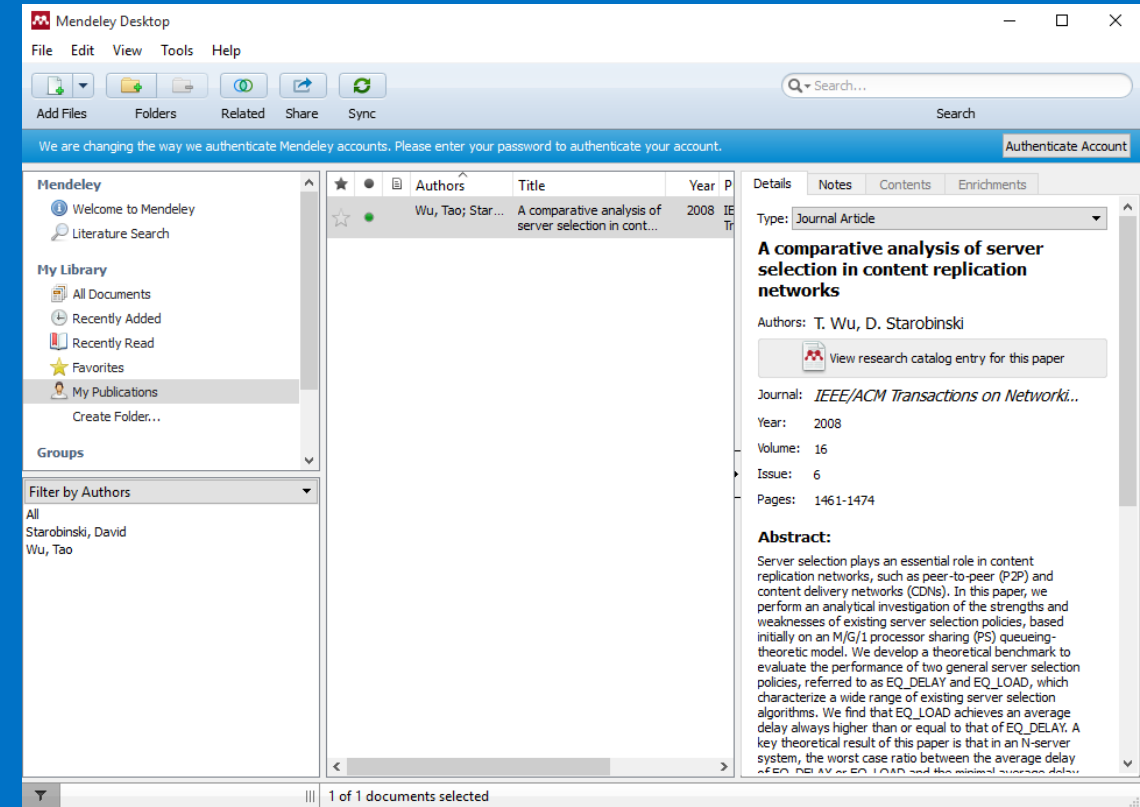 Mendeley Desktop
File Edit View Tools Help
Add Files Folders Related Share Sync
Search...
Search
We are changing the way we authenticate Mendeley accounts. Please enter your password to authenticate your account.
Authenticate Account
Mendeley
Welcome to Mendeley
Literature Search
My Library
All Documents
Recently Added
Recently Read
Favorites
My Publications
Create Folder...
Groups
Filter by Authors
All
Starobinski, David
Wu, Tao
Authors Title Year P
Wu, Tao; Star... A comparative analysis of 2008 IE
server selection in cont... Tr
Details Notes Contents Enrichments
Type: Journal Article
A comparative analysis of server
selection in content replication
networks
Authors: T. Wu, D. Starobinski
View research catalog entry for this paper
Journal: IEEE/ACM Transactions on Networki...
Year: 2008
Volume: 16
Issue: 6
Pages: 1461-1474
Abstract:
Server selection plays an essential role in content
replication networks, such as peer-to-peer (P2P) and
content delivery networks (CDNs). In this paper, we
perform an analytical investigation of the strengths and
weaknesses of existing server selection policies, based
initially on an M/G/1 processor sharing (PS) queueing-
theoretic model. We develop a theoretical benchmark to
evaluate the performance of two general server selection
policies, referred to as EQ_DELAY and EQ_LOAD, which
characterize a wide range of existing server selection
algorithms. We find that EQ_LOAD achieves an average
delay always higher than or equal to that of EQ_DELAY. A
key theoretical result of this paper is that in an N-server
system, the worst case ratio between the average delay
of EQ_DELAY or EQ_LOAD and the minimal average delay
1 of 1 documents selected